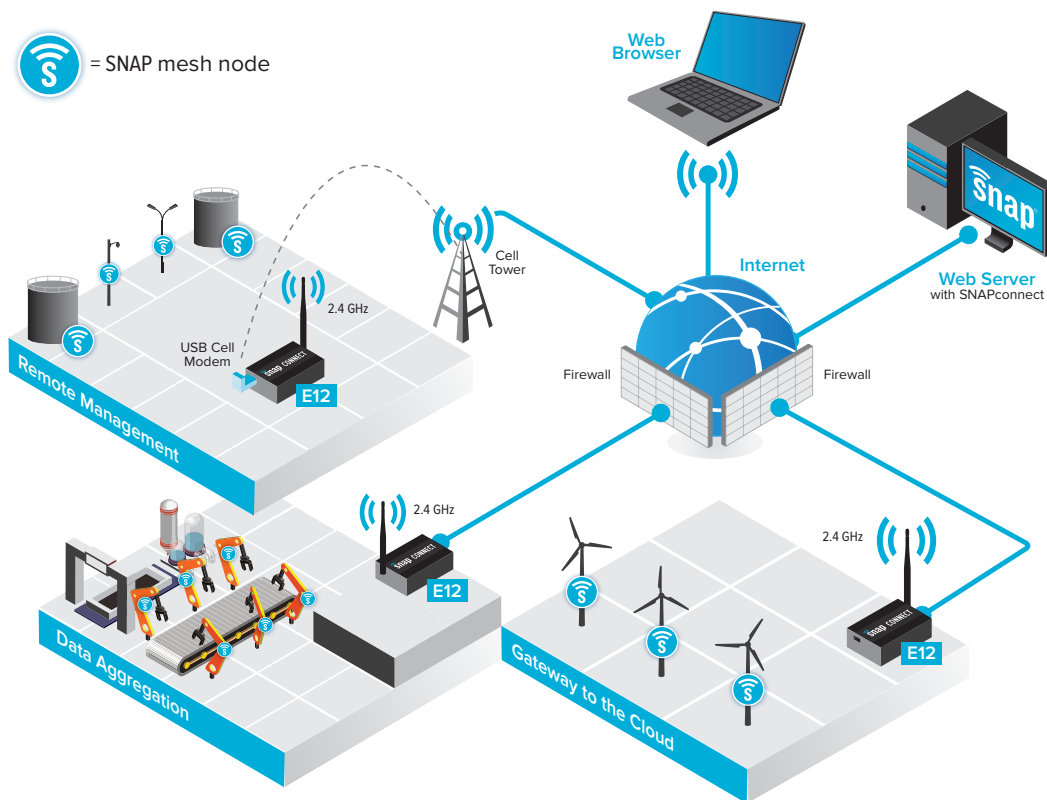 S
= SNAP mesh node
Web
Browser
snap
Web Server
with SNAPconnect
Internet
Firewall
Firewall
Cell
Tower
S
S
S
S
2.4 GHz
USB Cell
Modem
snap CONNECT
E12
Remote Management
2.4 GHz
snap CONNECT
E12
S
S
S
S
S
S
Data Aggregation
2.4 GHz
snap CONNECT
E12
S
S
S
Gateway to the Cloud